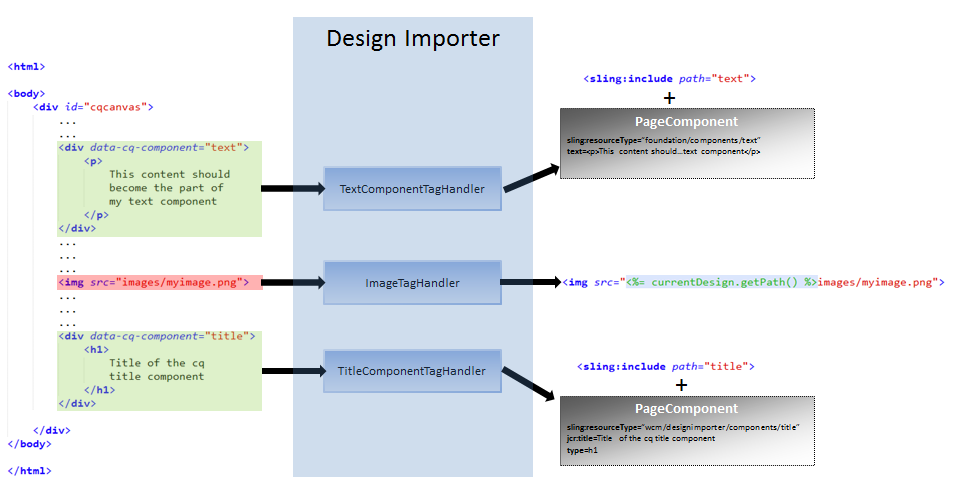 Design Importer
<html>
<body>
<div id="cqcanvas">
...
...
<div data-cq-component="text">
<p>
This content should
become the part of
my text component
</p>
</div>
...
...
...
<img src="images/myimage.png">
...
...
...
<div data-cq-component="title">
<h1>
Title of the cq
title component
</h1>
</div>
</div>
</body>
</html>
TextComponentTagHandler
ImageTagHandler
TitleComponentTagHandler
<sling:include path="text">
+
PageComponent
sling:resourceType="foundation/components/text"
text=<p>This content should...text component</p>
<img src="<%= currentDesign.getPath() %>images/myimage.png">
<sling:include path="title">
+
PageComponent
sling:resourceType="wcm/designimporter/components/title"
jcr:title=Title of the cq title component
type=h1